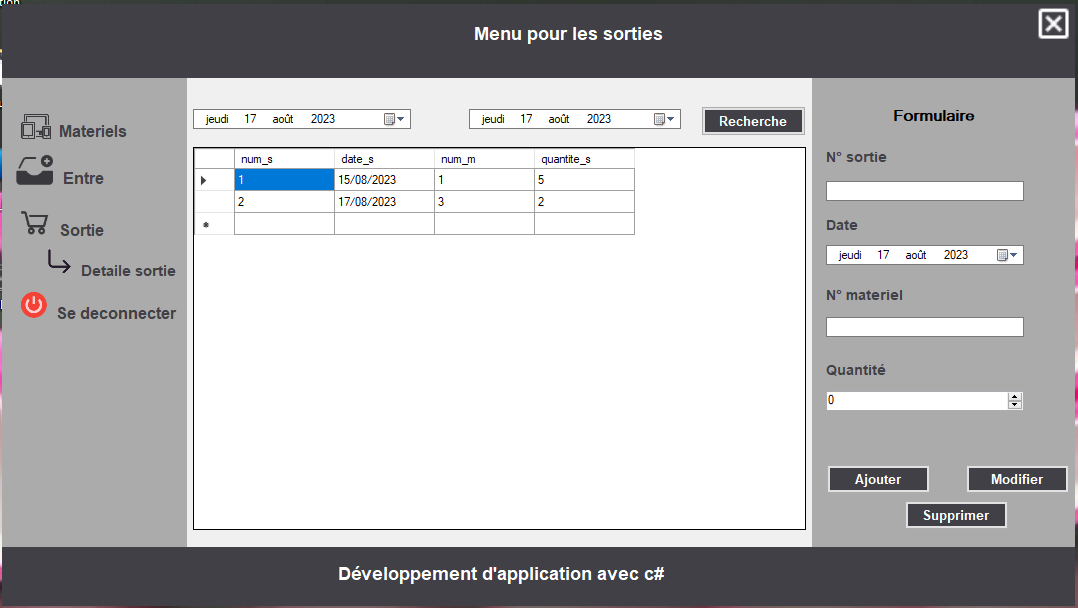 Menu pour les sorties
Materiels
Entre
Sortie
Detaile sortie
Se deconnecter
jeudi 17 août 2023
jeudi 17 août 2023
Recherche
num_s date_s num_m quantite_s
1 15/08/2023 1 5
2 17/08/2023 3 2
Formulaire
N° sortie
Date
jeudi 17 août 2023
N° materiel
Quantité
0
Ajouter
Modifier
Supprimer
Développement d'application avec c#